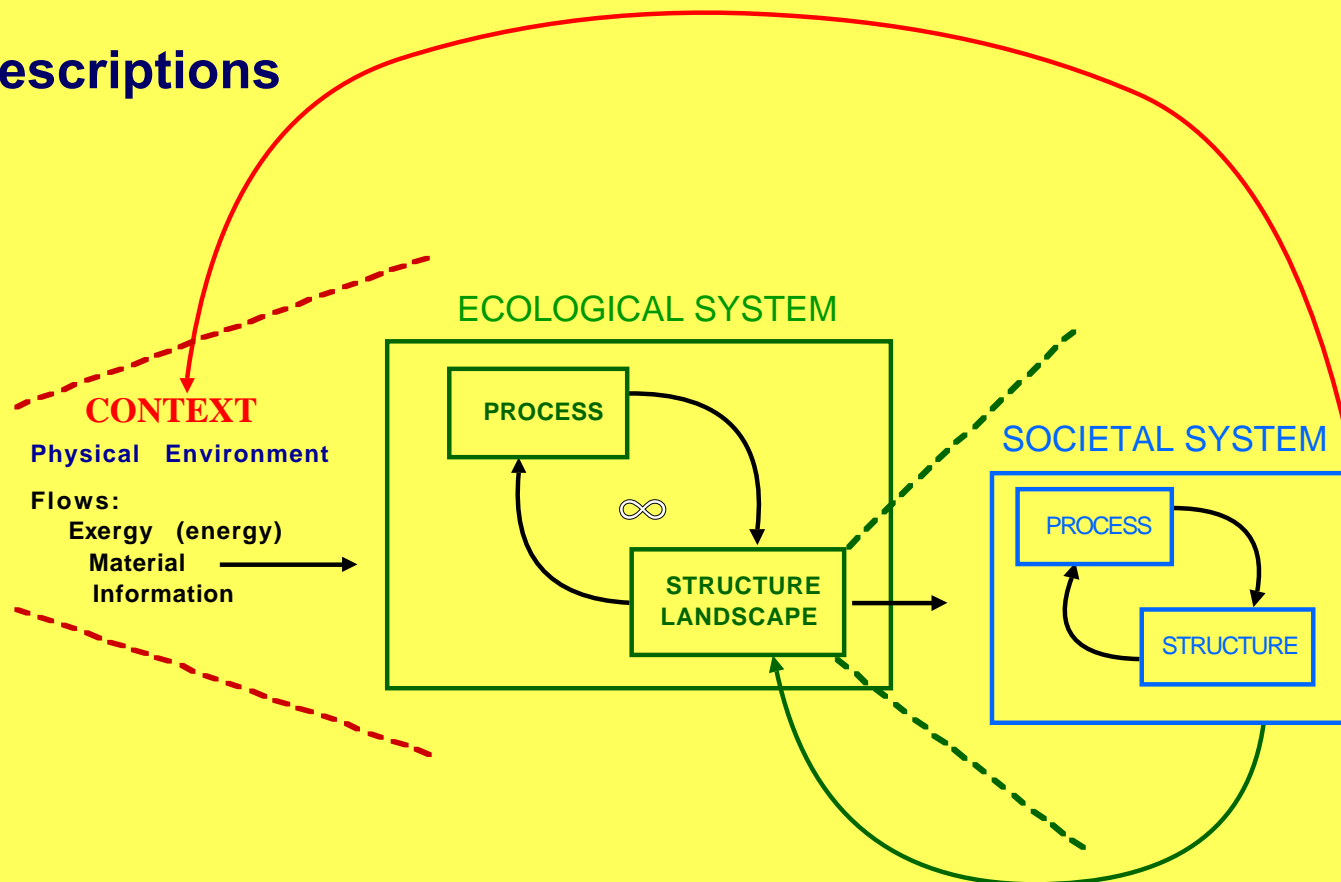 escriptions
ECOLOGICAL SYSTEM
PROCESS
∞
STRUCTURE
LANDSCAPE
CONTEXT
Physical Environment
Flows:
Exergy (energy)
Material
Information
SOCIETAL SYSTEM
PROCESS
STRUCTURE